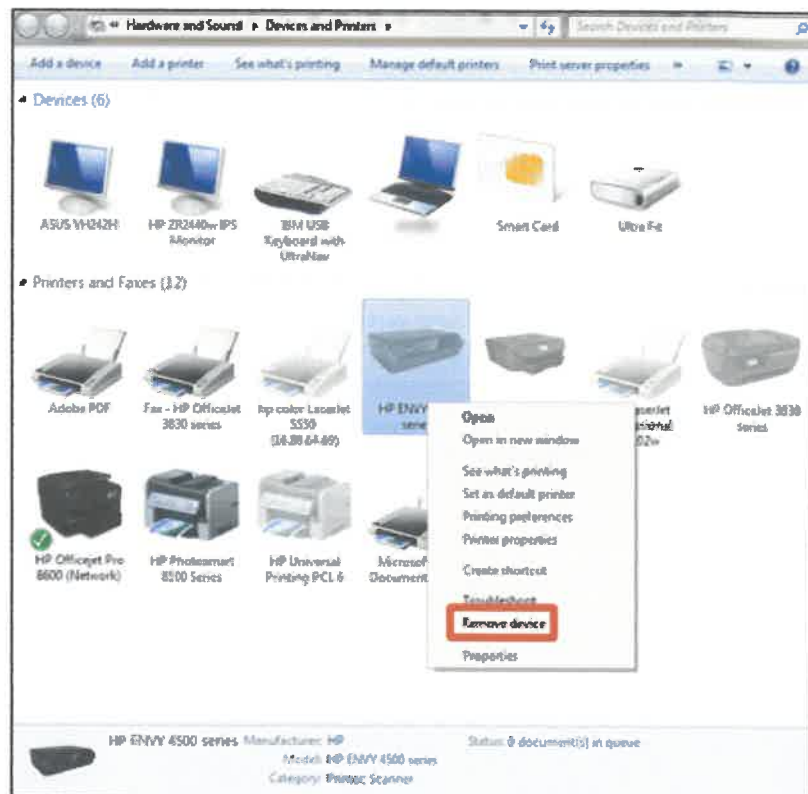 Hardware and Sound ▸ Devices and Printers ▸
Search Devices and Printers
Add a device Add a printer See what's printing Manage default printers Print server properties »
Devices (6)
ASUS VH242H
HP ZR2440w IPS
Monitor
IBM USB
Keyboard with
UltraNav
Smart Card
Ultra Fit
Printers and Faxes (12)
Adobe PDF
Fax - HP Officejet
3830 series
hp color LaserJet
5550
HP ENVY
HP OfficeJet 3830
series
Open
Open in new window
See what's printing
Set as default printer
Printing preferences
Printer properties
Create shortcut
Troubleshoot
Remove device
Properties
HP Officejet Pro
8600 (Network)
HP Photosmart
8500 Series
HP Universal
Printing PCL 6
Microsof
Document
HP ENVY 4500 series Manufacturer: HP Status: 0 document(s) in queue
Model: HP ENVY 4500 series
Category: Printer; Scanner